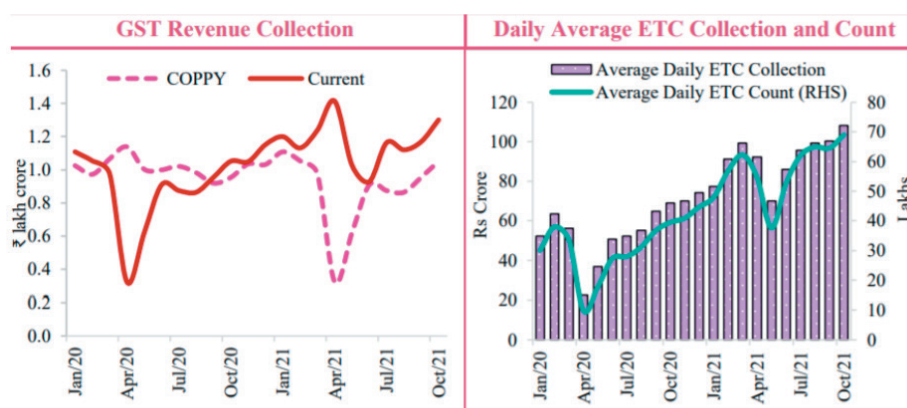 GST Revenue Collection
COPPY
Current
₹ lakh crore
1.6
1.4
1.2
1.0
0.8
0.6
0.4
0.2
0.0
Jan/20
Apr/20
Jul/20
Oct/20
Jan/21
Apr/21
Jul/21
Oct/21
Daily Average ETC Collection and Count
Average Daily ETC Collection
Average Daily ETC Count (RHS)
Rs Crore
120
100
80
60
40
20
0
80
70
60
50
40
30
20
10
0
Lakhs
Jan/20
Apr/20
Jul/20
Oct/20
Jan/21
Apr/21
Jul/21
Oct/21